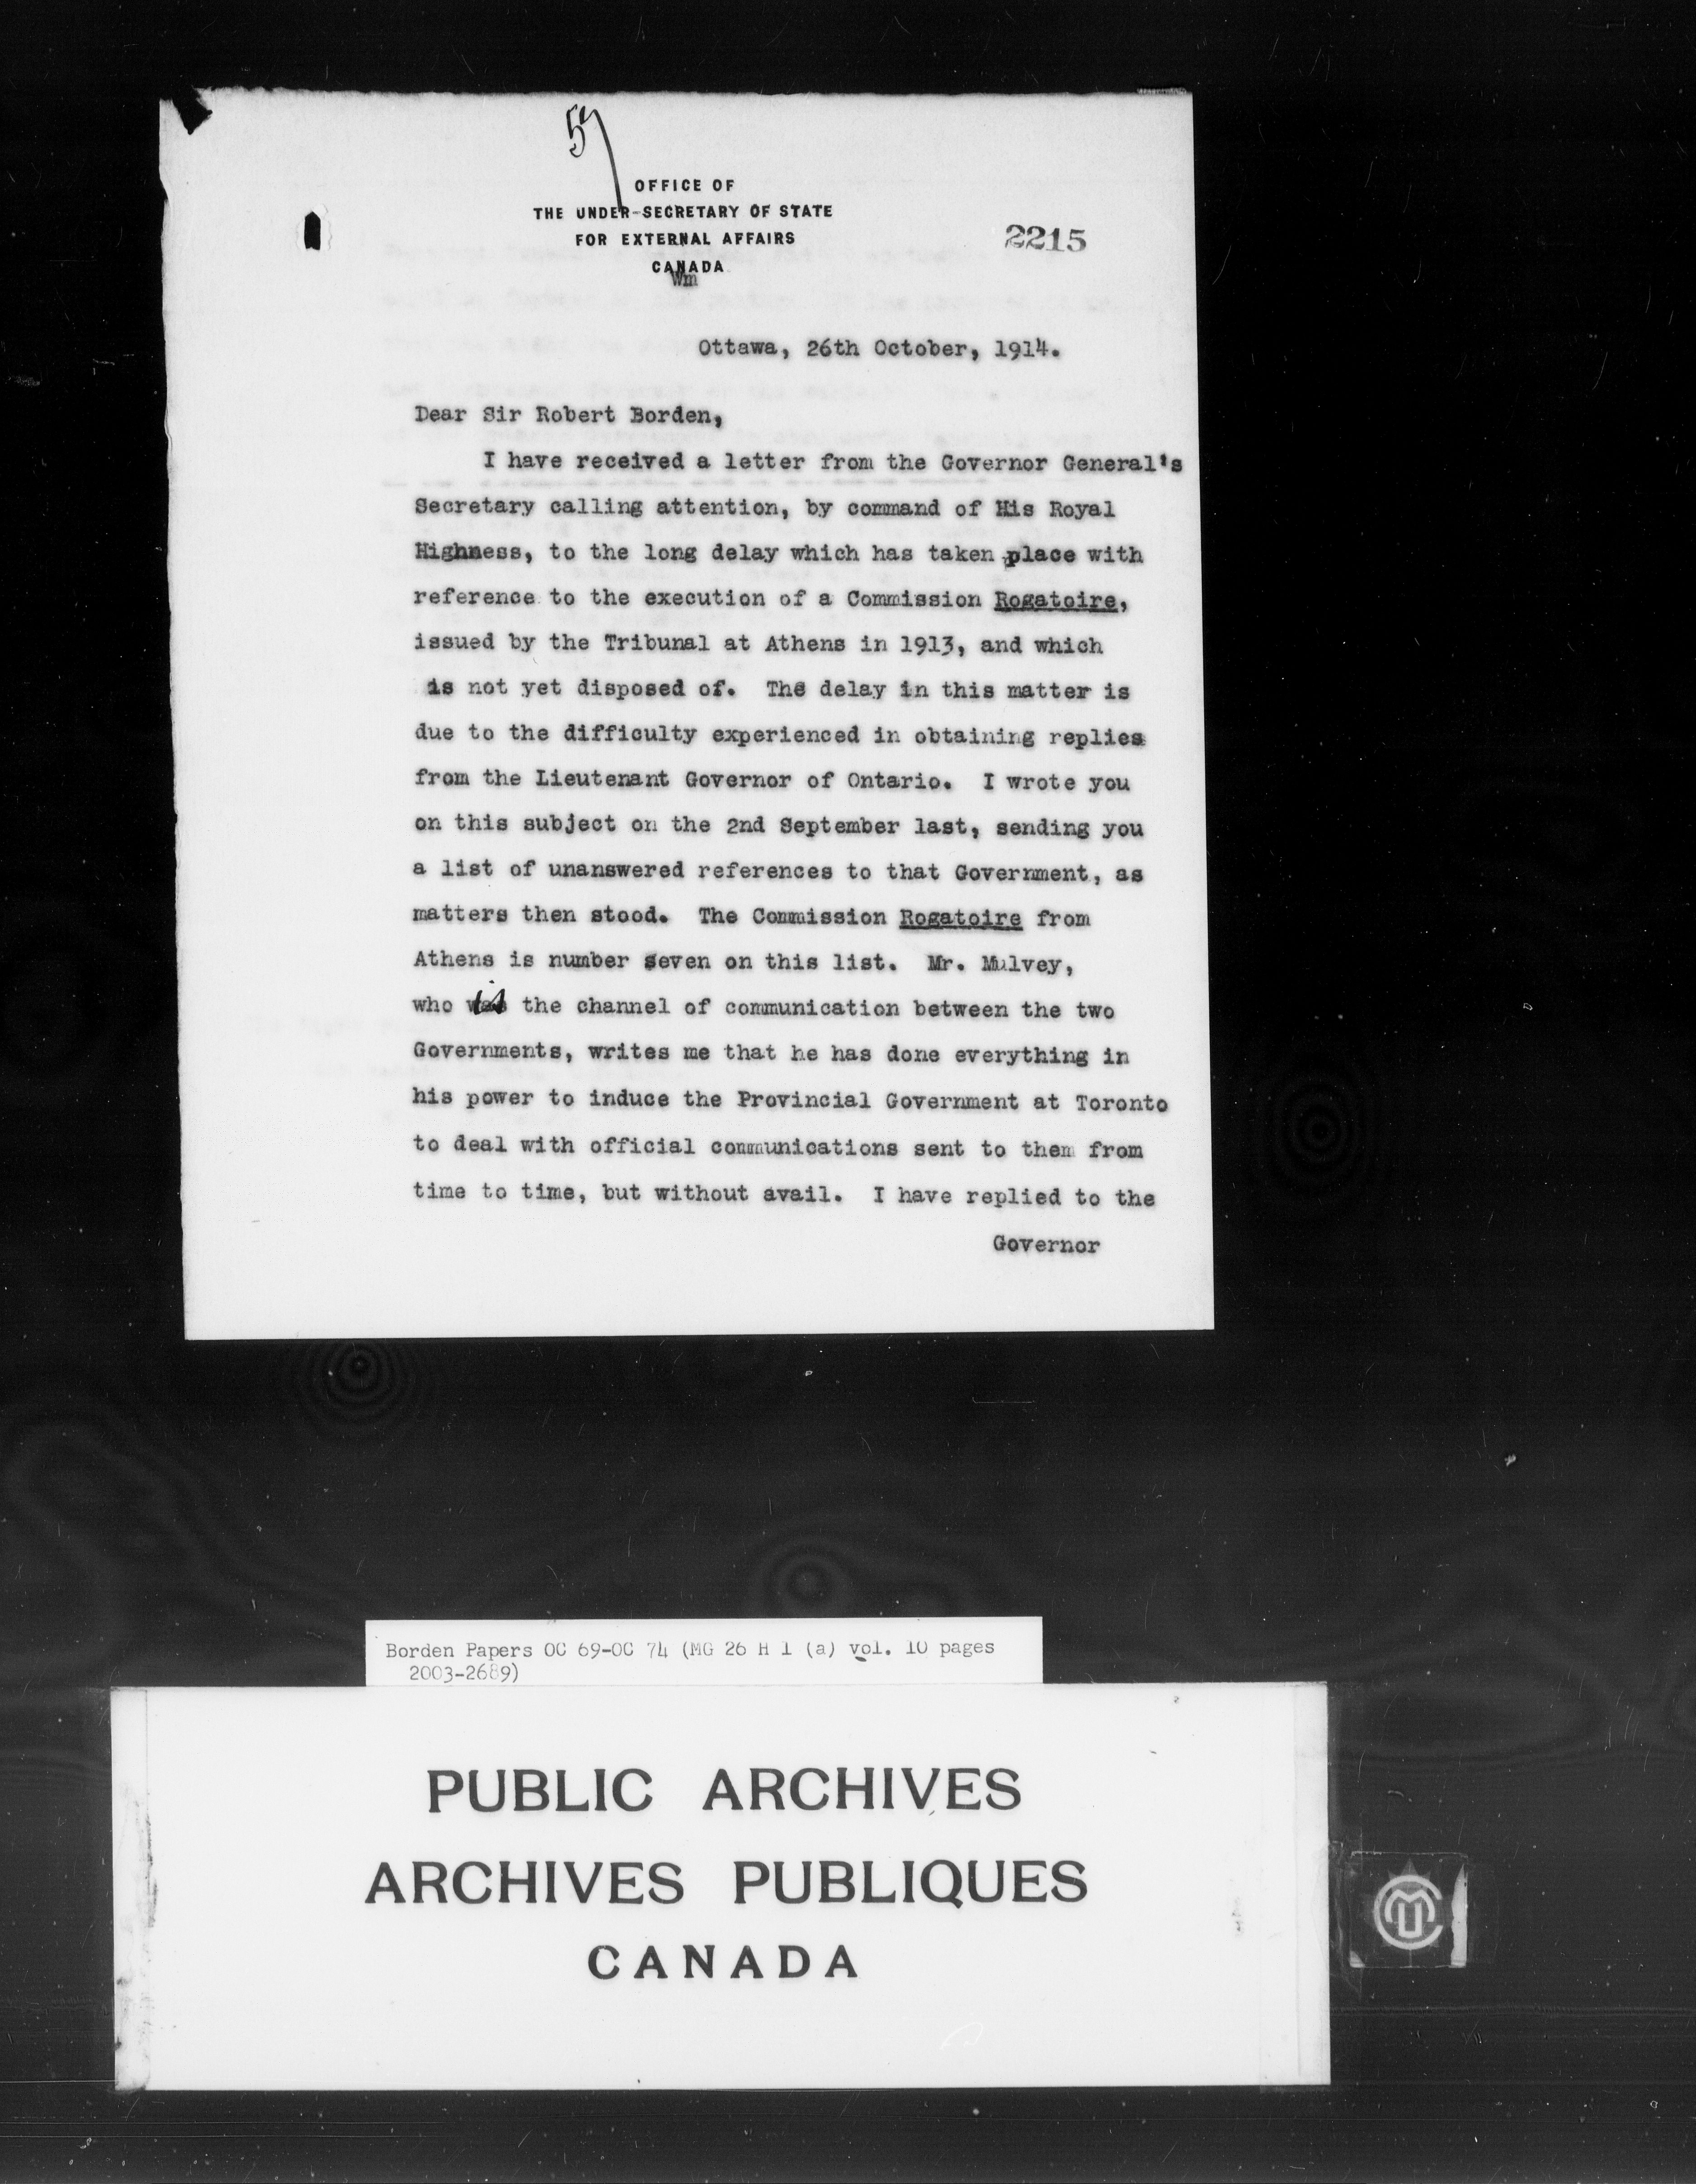 57
OFFICE OF
THE UNDER-SECRETARY OF STATE
FOR EXTERNAL AFFAIRS
CANADA
2215
Wm
Ottawa, 26th October, 1914.
Dear Sir Robert Borden,
I have received a letter from the Governor General's
Secretary calling attention, by command of His Royal
Highness, to the long delay which has taken place with
reference to the execution of a Commission Rogatoire,
issued by the Tribunal at Athens in 1913, and which
is not yet disposed of. The delay in this matter is
due to the difficulty experienced in obtaining replies
from the Lieutenant Governor of Ontario. I wrote you
on this subject on the 2nd September last, sending you
a list of unanswered references to that Government, as
matters then stood. The Commission Rogatoire from
Athens is number seven on this list. Mr. Mulvey,
who is the channel of communication between the two
Governments, writes me that he has done everything in
his power to induce the Provincial Government at Toronto
to deal with official communications sent to them from
time to time, but without avail. I have replied to the
Governor
Borden Papers OC 69-OC 74 (MG 26 H 1 (a) vol. 10 pages
2003-2689)
PUBLIC ARCHIVES
ARCHIVES PUBLIQUES
CANADA